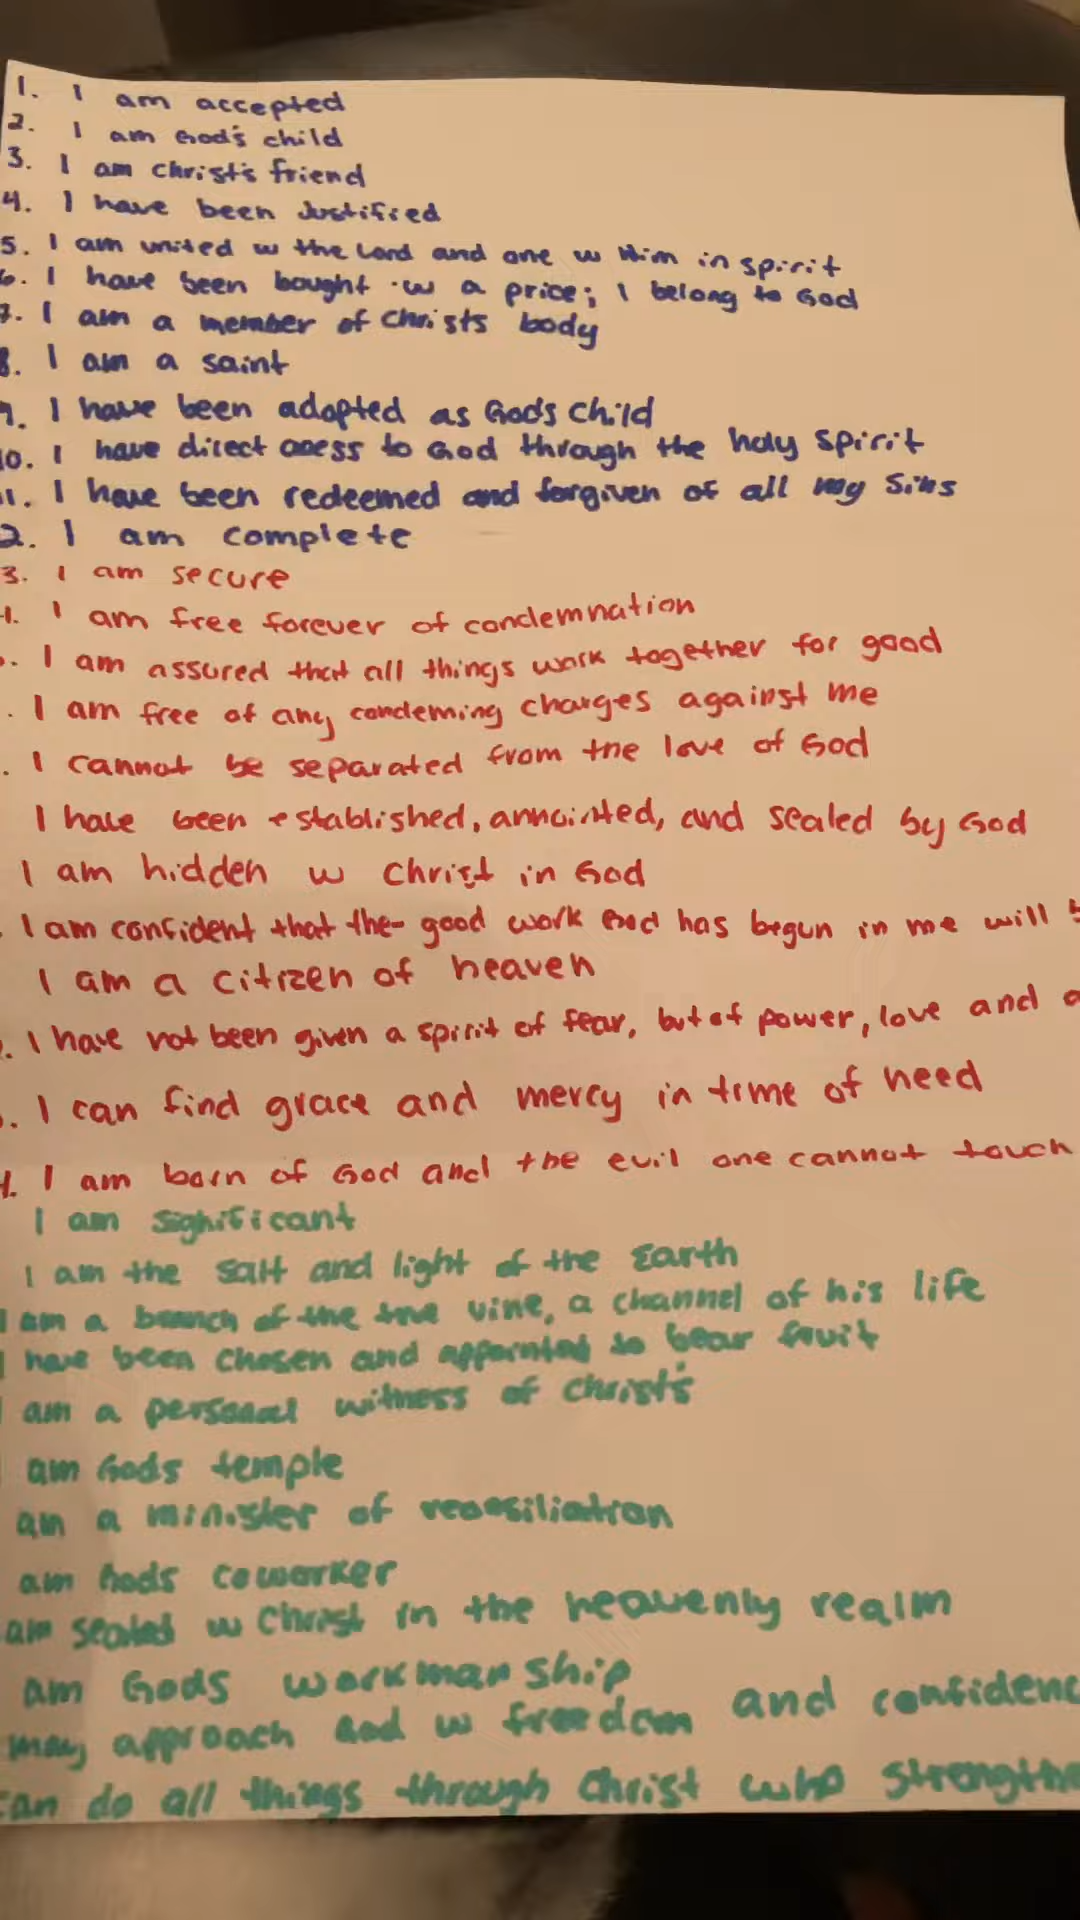 1. I am accepted
2. I am God's child
3. I am Christ's friend
4. I have been Justified
5. I am united w the Lord and one w Him in spirit
6. I have been bought w a price; I belong to God
7. I am a member of Christs body
8. I am a saint
9. I have been adopted as Gods child
10. I have direct acess to God through the holy spirit
11. I have been redeemed and forgiven of all my Sins
2. I am complete
3. I am secure
4. I am free forever of condemnation
. I am assured that all things work together for good
. I am free of any condeming charges against me
. I cannot be separated from the love of God
I have been established, annointed, and sealed by God
I am hidden w Christ in God
I am confident that the good work God has begun in me will b
I am a citizen of heaven
. I have not been given a spirit of fear, but of power, love and a
. I can find grace and mercy in time of need
4. I am born of God and the evil one cannot touch
I am significant
I am the salt and light of the Earth
I am a branch of the true vine, a channel of his life
I have been chosen and appointed to bear fruit
I am a personal witness of Christ's
am Gods temple
am a minister of reconsiliation
am Gods coworker
am seated w Christ in the heavenly realm
am Gods workmanship
may approach God w freedom and confidenc
can do all things through Christ who strengthe